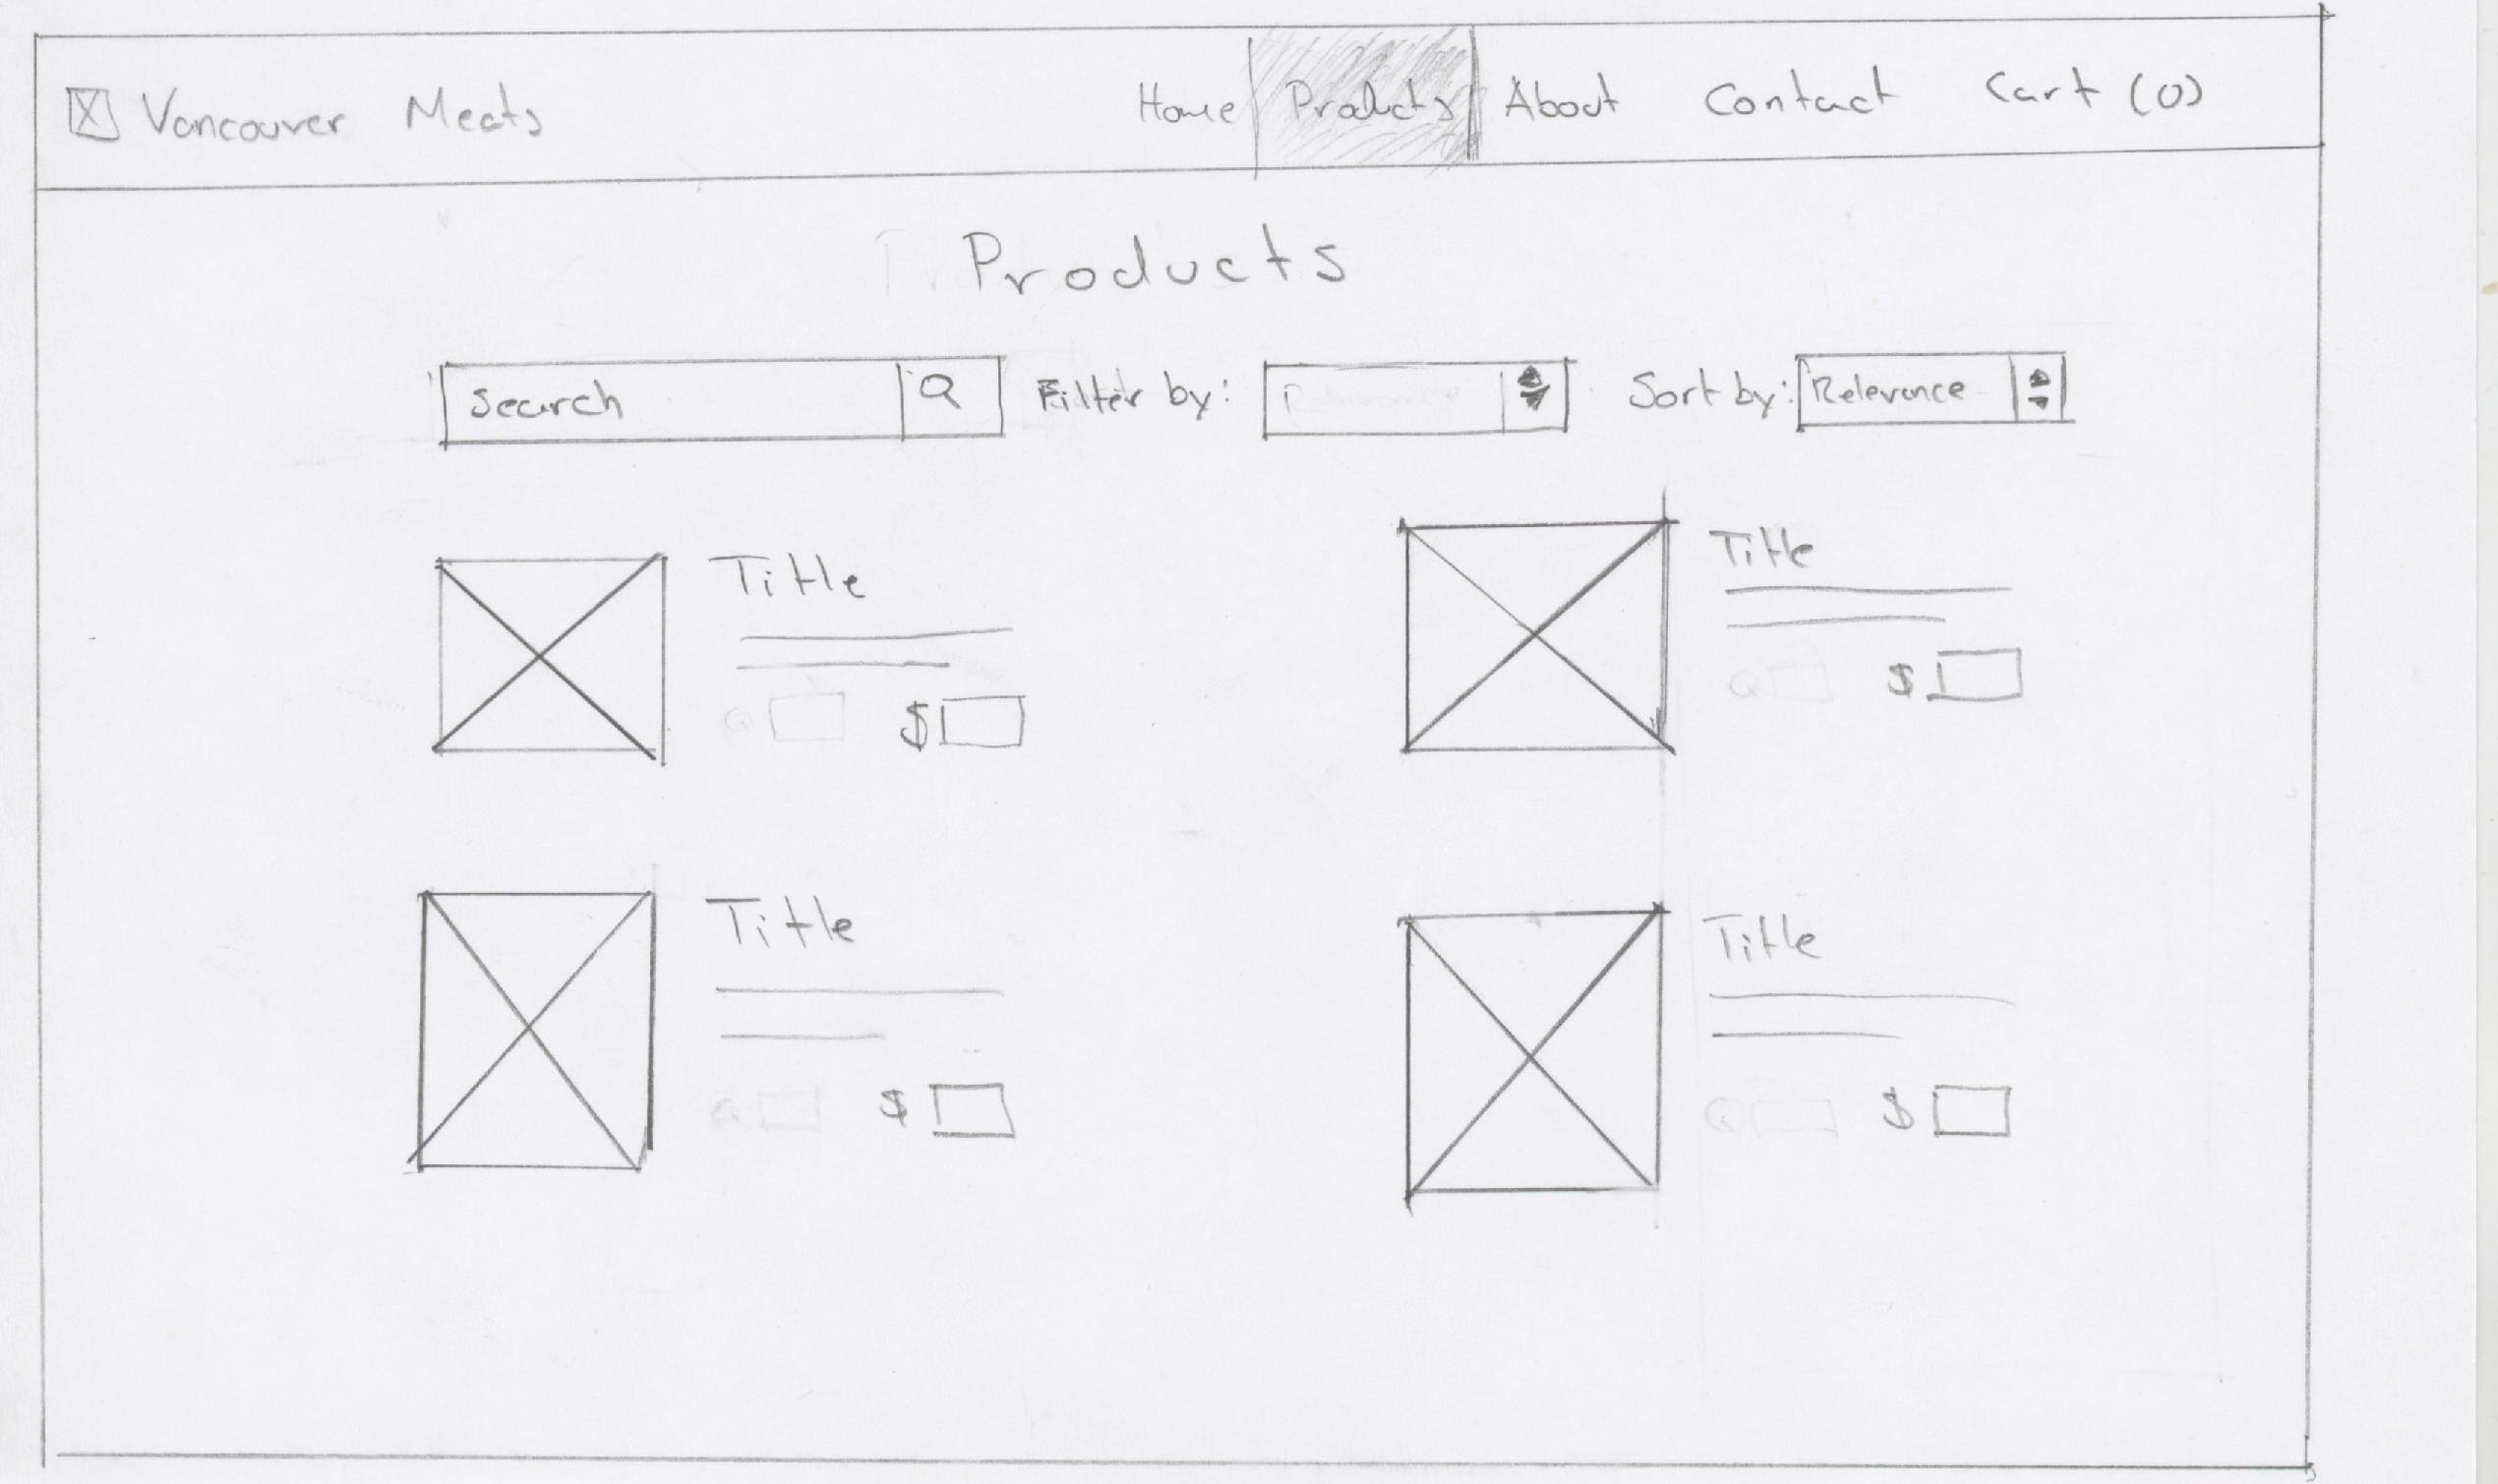 Vancouver Meats Home Products About Contact Cart (0)
Products
Search Filter by: Relevance Sort by: Relevance
Title Title
Q $ Q $
Title Title
Q $ Q $